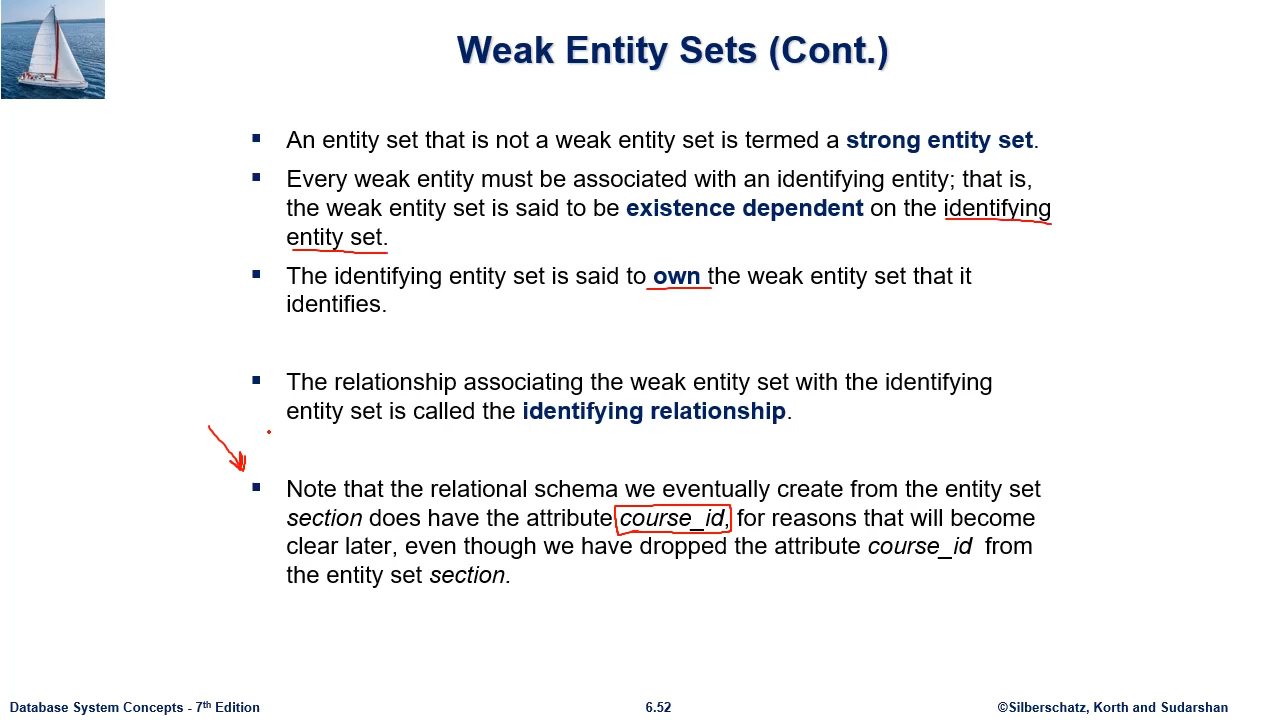 Weak Entity Sets (Cont.)
▪ An entity set that is not a weak entity set is termed a strong entity set.
▪ Every weak entity must be associated with an identifying entity; that is,
the weak entity set is said to be existence dependent on the identifying
entity set.
▪ The identifying entity set is said to own the weak entity set that it
identifies.
▪ The relationship associating the weak entity set with the identifying
entity set is called the identifying relationship.
▪ Note that the relational schema we eventually create from the entity set
section does have the attribute course_id, for reasons that will become
clear later, even though we have dropped the attribute course_id from
the entity set section.
Database System Concepts - 7th Edition
6.52
©Silberschatz, Korth and Sudarshan